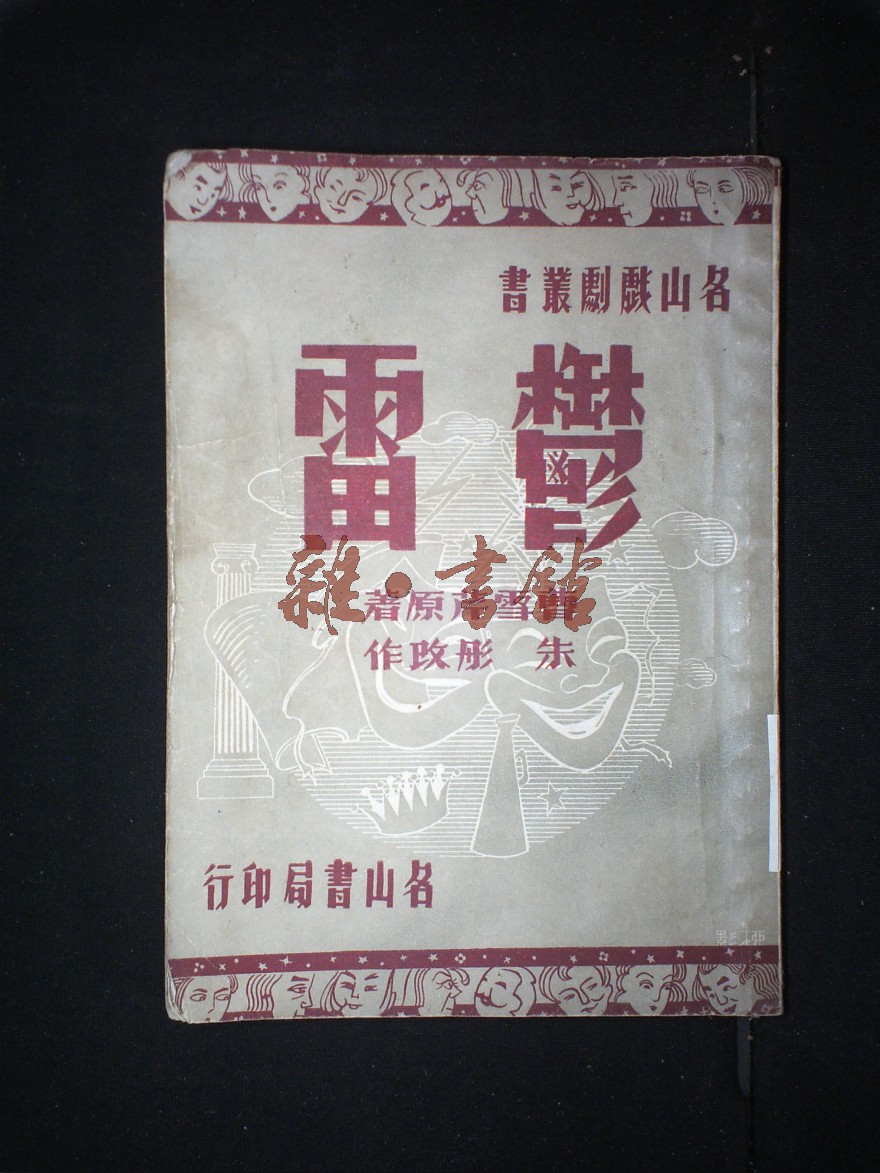 名山戲劇叢書
鬱雷
曹雪芹原著
朱彤改作
雜·書館
名山書局印行